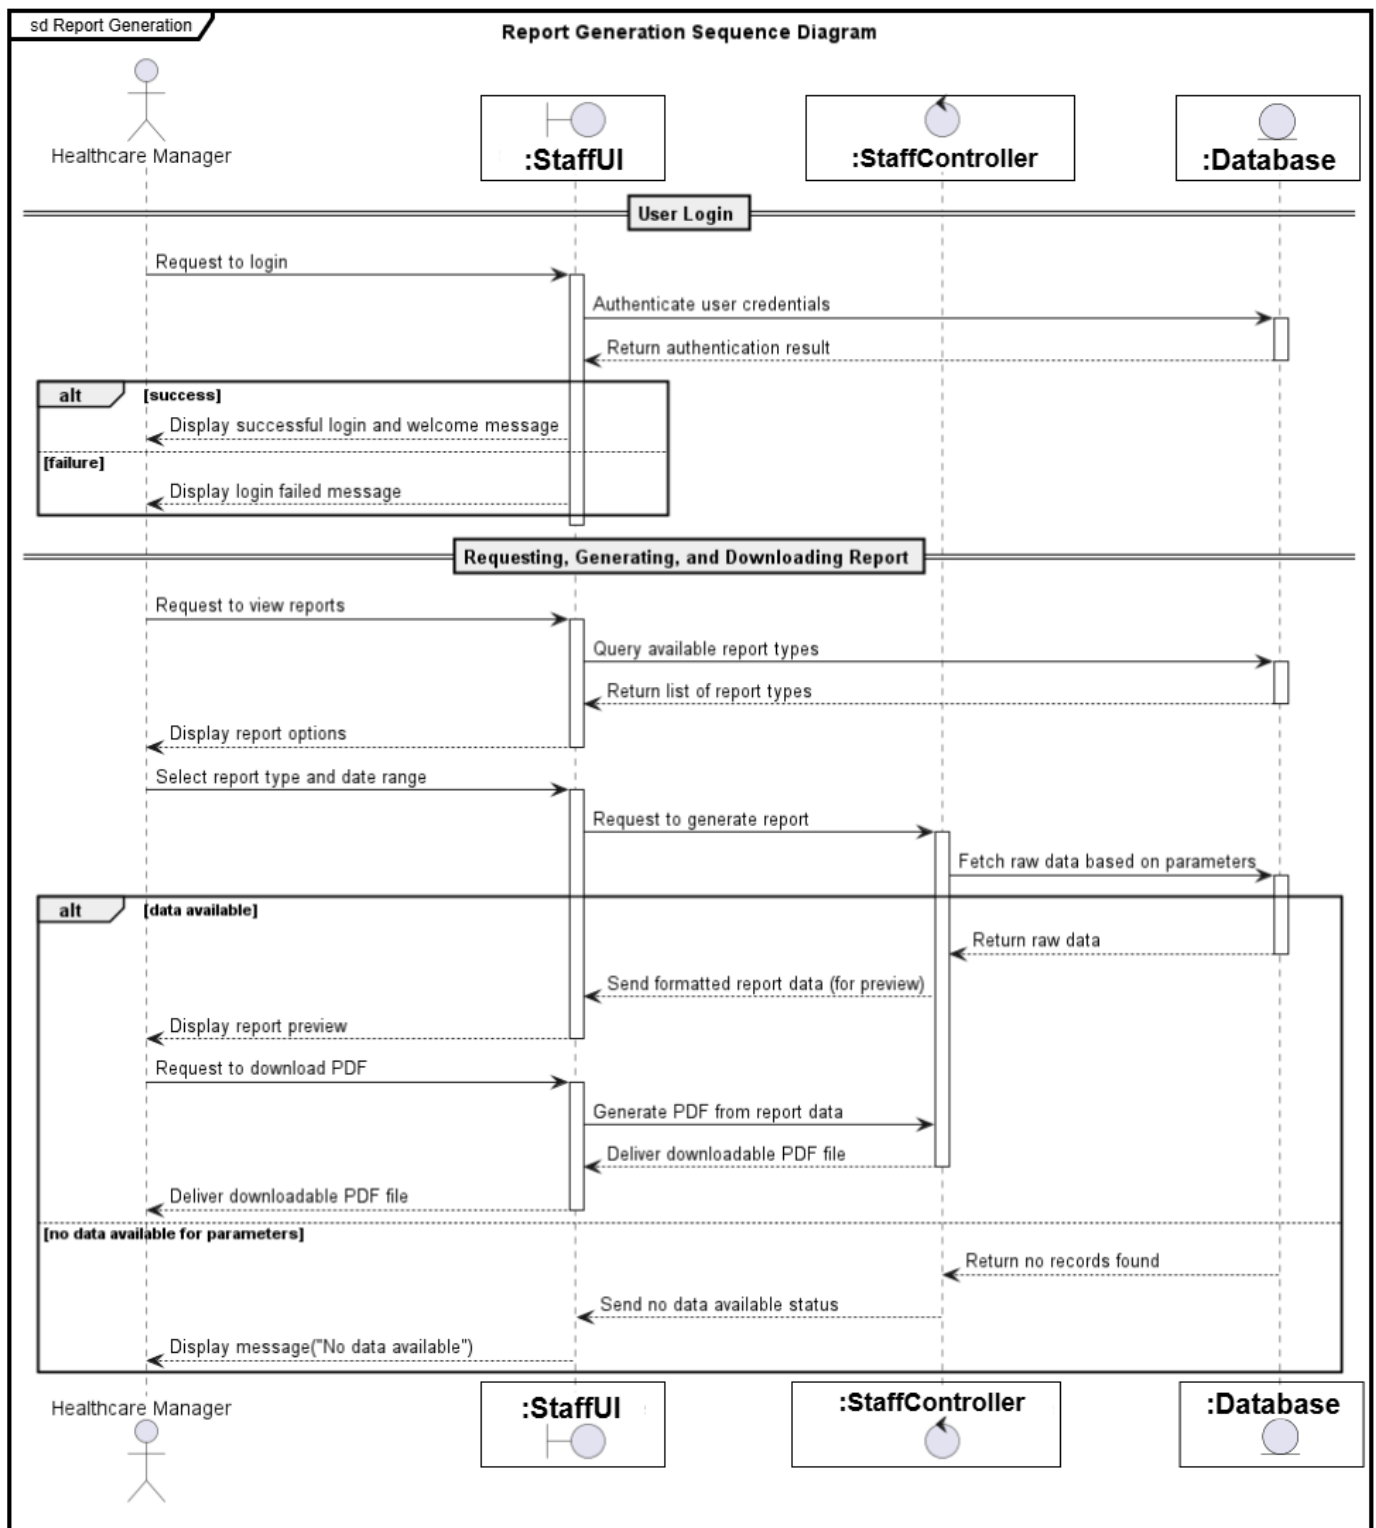 sd Report Generation
Report Generation Sequence Diagram
Healthcare Manager
:StaffUI
:StaffController
:Database
User Login
Request to login
Authenticate user credentials
Return authentication result
alt
[success]
Display successful login and welcome message
[failure]
Display login failed message
Requesting, Generating, and Downloading Report
Request to view reports
Query available report types
Return list of report types
Display report options
Select report type and date range
Request to generate report
Fetch raw data based on parameters
alt
[data available]
Return raw data
Send formatted report data (for preview)
Display report preview
Request to download PDF
Generate PDF from report data
Deliver downloadable PDF file
Deliver downloadable PDF file
[no data available for parameters]
Return no records found
Send no data available status
Display message("No data available")
Healthcare Manager
:StaffUI
:StaffController
:Database